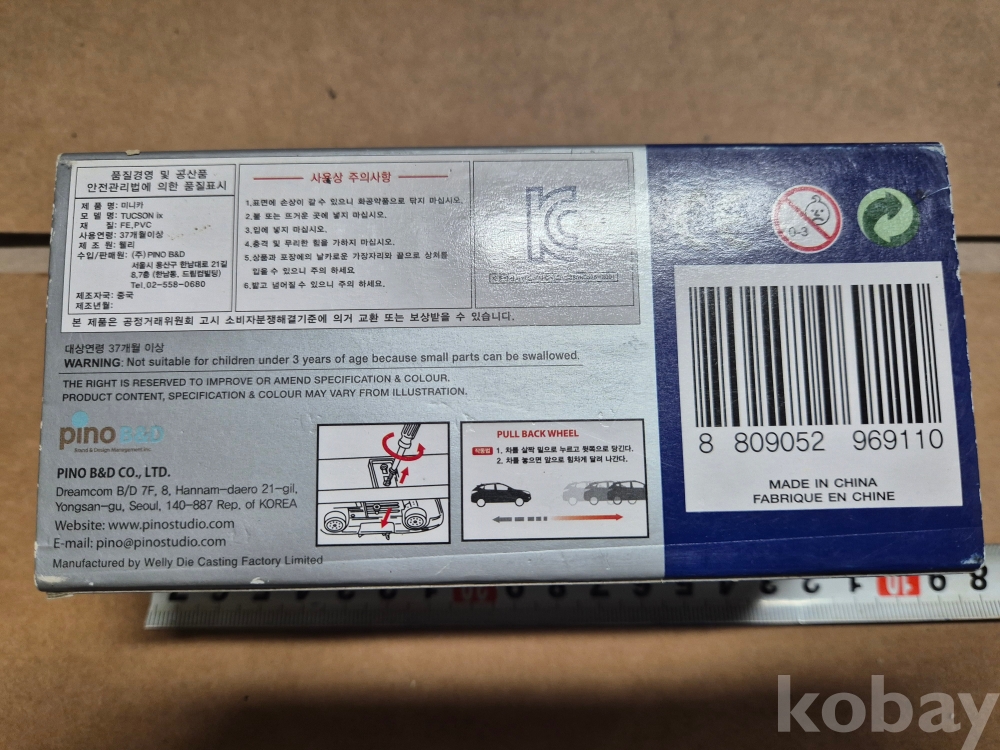 품질경영 및 공산품
안전관리법에 의한 품질표시
제 품 명: 미니카
모 델 명: TUCSON ix
재 질: FE,PVC
사용연령: 37개월이상
제 조 원: 웰리
수입/판매원: (주) PINO B&D
서울시 용산구 한남대로 21길
8,7층 (한남동, 드림컴빌딩)
Tel.02-558-0680
제조자국: 중국
제조년월:
사용상 주의사항
1.표면에 손상이 갈 수 있으니 화공약품으로 닦지 마십시오.
2.불 또는 뜨거운 곳에 넣지 마십시오.
3.입에 넣지 마십시오.
4.충격 및 무리한 힘을 가하지 마십시오.
5.상품과 포장에의 날카로운 가장자리와 끝으로 상처를
입을 수 있으니 주의 하세요
6.밟고 넘어질 수 있으니 주의 하세요.
본 제품은 공정거래위원회 고시 소비자분쟁해결기준에 의거 교환 또는 보상받을 수 있습니다.
대상연령 37개월 이상
WARNING: Not suitable for children under 3 years of age because small parts can be swallowed.
THE RIGHT IS RESERVED TO IMPROVE OR AMEND SPECIFICATION & COLOUR.
PRODUCT CONTENT, SPECIFICATION & COLOUR MAY VARY FROM ILLUSTRATION.
pino B&D
Brand & Design Management Inc.
PINO B&D CO., LTD.
Dreamcom B/D 7F, 8, Hannam-daero 21-gil,
Yongsan-gu, Seoul, 140-887 Rep. of KOREA
Website: www.pinostudio.com
E-mail: pino@pinostudio.com
Manufactured by Welly Die Casting Factory Limited
PULL BACK WHEEL
작동법 1. 차를 살짝 밑으로 누르고 뒷쪽으로 당긴다.
2. 차를 놓으면 앞으로 힘차게 달려 나간다.
0-3
8 809052 969110
MADE IN CHINA
FABRIQUE EN CHINE
kobay